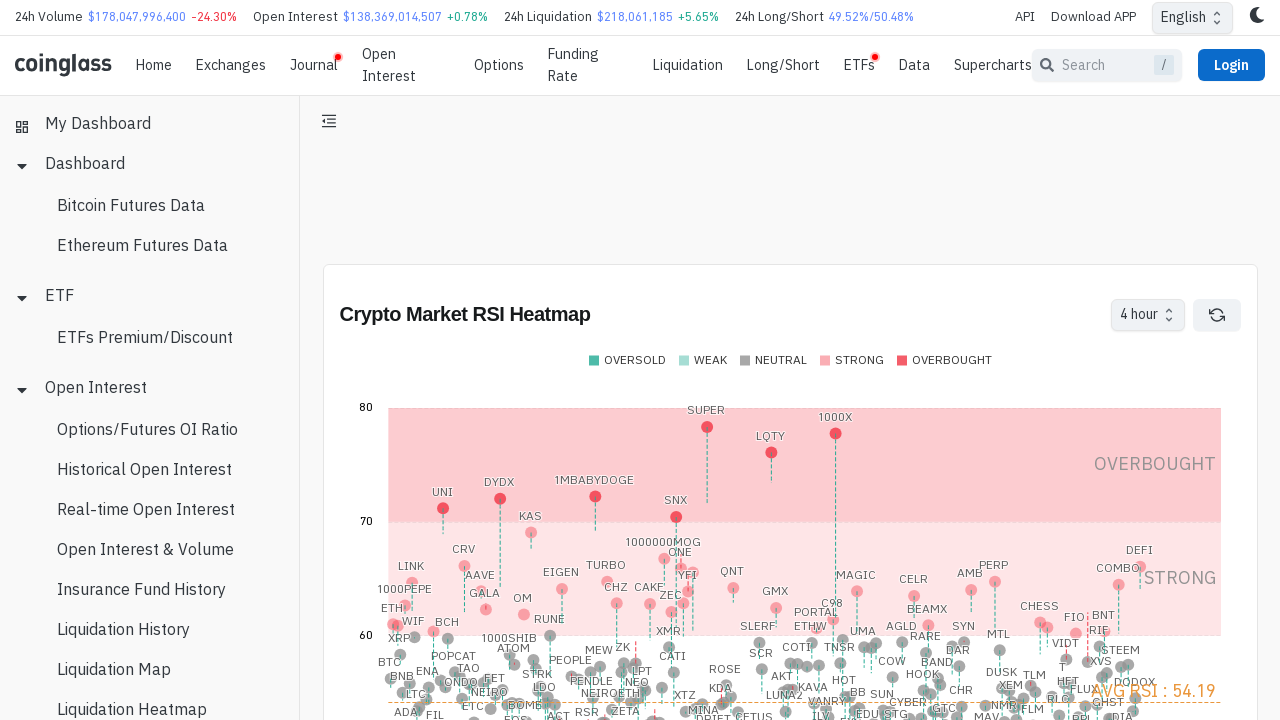 24h Volume $178,047,996,400 -24.30% Open Interest $138,369,014,507 +0.78% 24h Liquidation $218,061,185 +5.65% 24h Long/Short 49.52%/50.48% API Download APP English
coinglass Home Exchanges Journal Open Interest Options Funding Rate Liquidation Long/Short ETFs Data Supercharts Search / Login
My Dashboard
Dashboard
Bitcoin Futures Data
Ethereum Futures Data
ETF
ETFs Premium/Discount
Open Interest
Options/Futures OI Ratio
Historical Open Interest
Real-time Open Interest
Open Interest & Volume
Insurance Fund History
Liquidation History
Liquidation Map
Liquidation Heatmap
Crypto Market RSI Heatmap
4 hour
OVERSOLD WEAK NEUTRAL STRONG OVERBOUGHT
80
SUPER
1000X
LQTY
OVERBOUGHT
DYDX 1MBABYDOGE
UNI
SNX
70
KAS
1000000MOG
CRV ONE DEFI
LINK TURBO COMBO
AAVE EIGEN YFI QNT MAGIC CELR AMB PERP
STRONG
1000PEPE GALA CHZ CAKE GMX
OM ZEC C98 CHESS
ETH WIF BCH RUNE PORTAL BEAMX FIO BNT
60
XRP XMR SLERF ETHW UMA AGLD SYN RIF
1000SHIB RARE MTL VIDT
ATOM MEW ZK COTI TNSR DAR STEEM
BTC POPCAT PEOPLE CATI SCR COW BAND T XVS
BNB ENA TAO STRK LPT ROSE AKT HOT HOOK DUSK TLM
ONDO FET LDO PENDLE NEO KDA KAVA CHR XEM HFT DODOX
LTC NEIRO NEIROETH XTZ LUNA2 BB SUN FLUX
AVG RSI : 54.19
ETC BOME VANRY CYBER NMR RLC GHST
ADA FIL ACT RSR ZETA MINA ILV EDU STG GTC MAV FLM DIA
CETUS